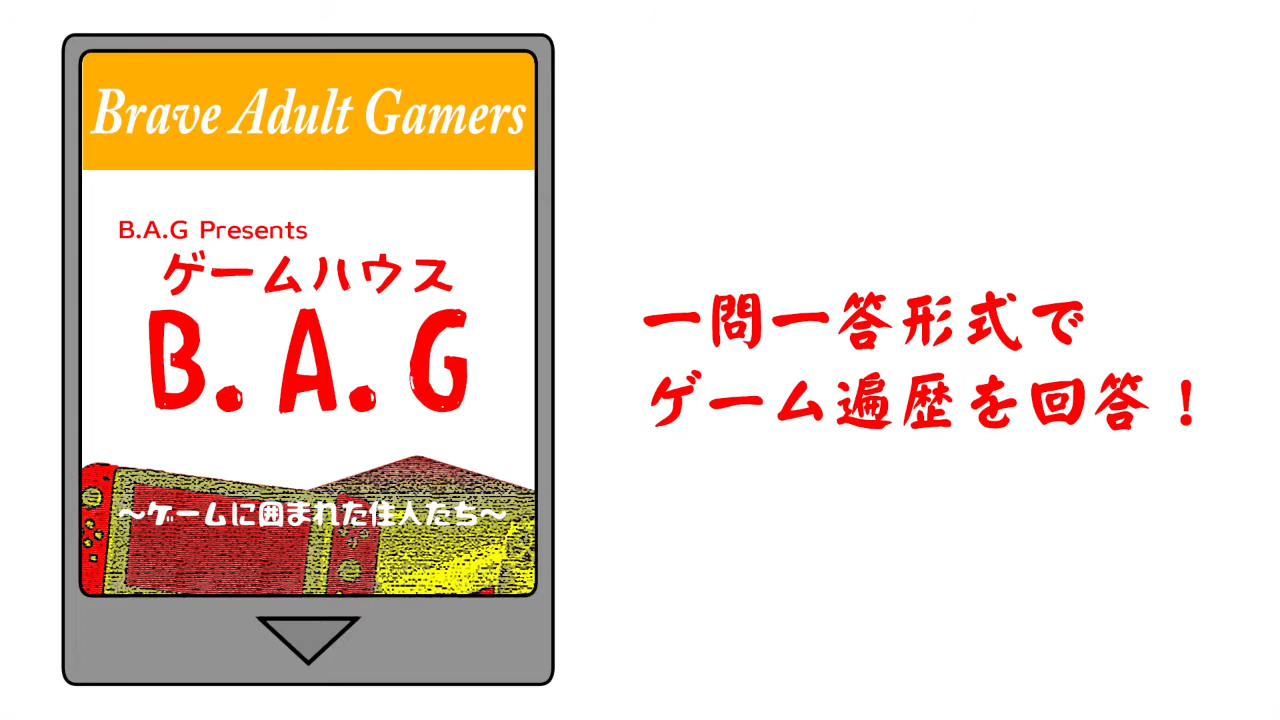 Brave Adult Gamers
B.A.G Presents
ゲームハウス
B.A.G
～ゲームに囲まれた住人たち～
一問一答形式で
ゲーム遍歴を回答！